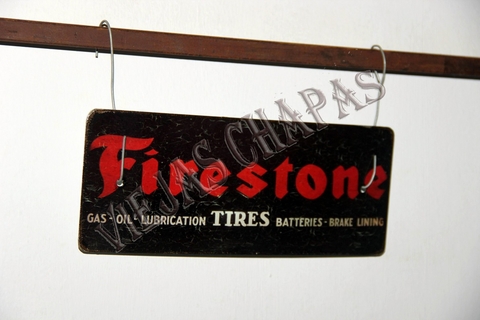 Firestone
GAS - OIL - LUBRICATION TIRES BATTERIES - BRAKE LINING
VIEJAS CHAPAS